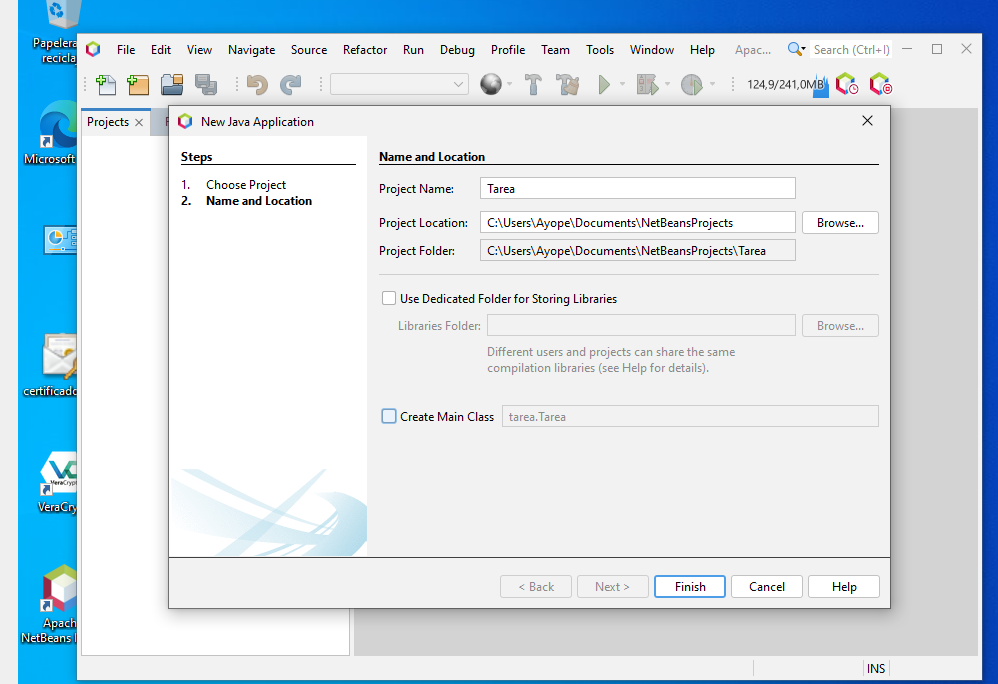 Papelera
recicla
Microsoft
certificado
VeraCrypt
VeraCry
Apach
NetBeans I
File Edit View Navigate Source Refactor Run Debug Profile Team Tools Window Help Apac... Search (Ctrl+I)
124,9/241,0MB
Projects
New Java Application
Steps
1. Choose Project
2. Name and Location
Name and Location
Project Name: Tarea
Project Location: C:\Users\Ayope\Documents\NetBeansProjects Browse...
Project Folder: C:\Users\Ayope\Documents\NetBeansProjects\Tarea
Use Dedicated Folder for Storing Libraries
Libraries Folder: Browse...
Different users and projects can share the same
compilation libraries (see Help for details).
Create Main Class tarea.Tarea
< Back Next > Finish Cancel Help
INS